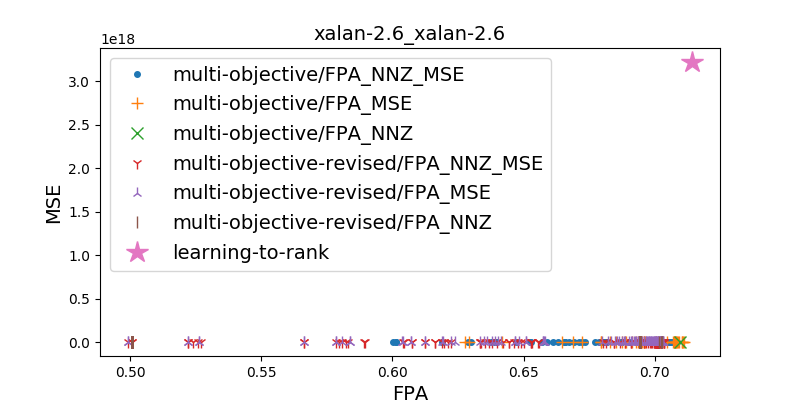 xalan-2.6_xalan-2.6
1e18
3.0
2.5
2.0
1.5
1.0
0.5
0.0
MSE
multi-objective/FPA_NNZ_MSE
multi-objective/FPA_MSE
multi-objective/FPA_NNZ
multi-objective-revised/FPA_NNZ_MSE
multi-objective-revised/FPA_MSE
multi-objective-revised/FPA_NNZ
learning-to-rank
0.50 0.55 0.60 0.65 0.70
FPA